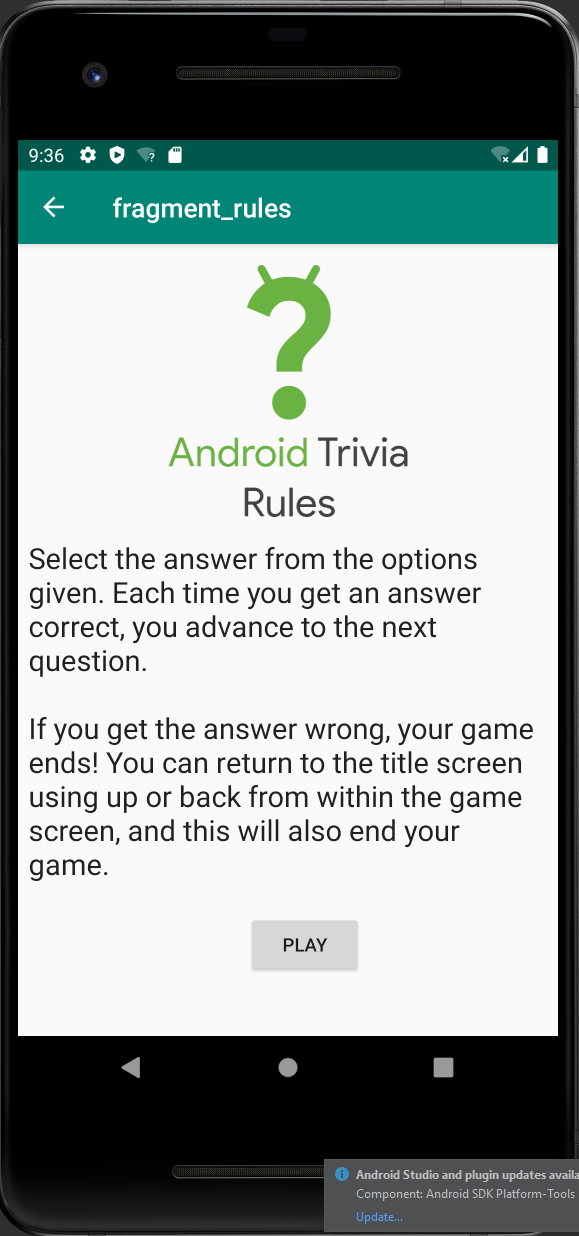 9:36
fragment_rules
Android Trivia
Rules
Select the answer from the options
given. Each time you get an answer
correct, you advance to the next
question.
If you get the answer wrong, your game
ends! You can return to the title screen
using up or back from within the game
screen, and this will also end your
game.
PLAY
Android Studio and plugin updates availa
Component: Android SDK Platform-Tools
Update...